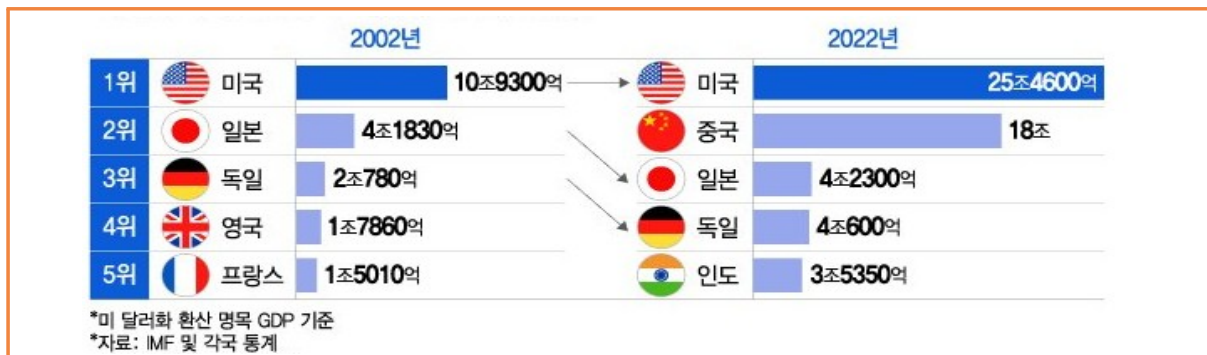 2002년 2022년
1위 미국 10조9300억 미국 25조4600억
2위 일본 4조1830억 중국 18조
3위 독일 2조780억 일본 4조2300억
4위 영국 1조7860억 독일 4조600억
5위 프랑스 1조5010억 인도 3조5350억
*미 달러화 환산 명목 GDP 기준
*자료: IMF 및 각국 통계